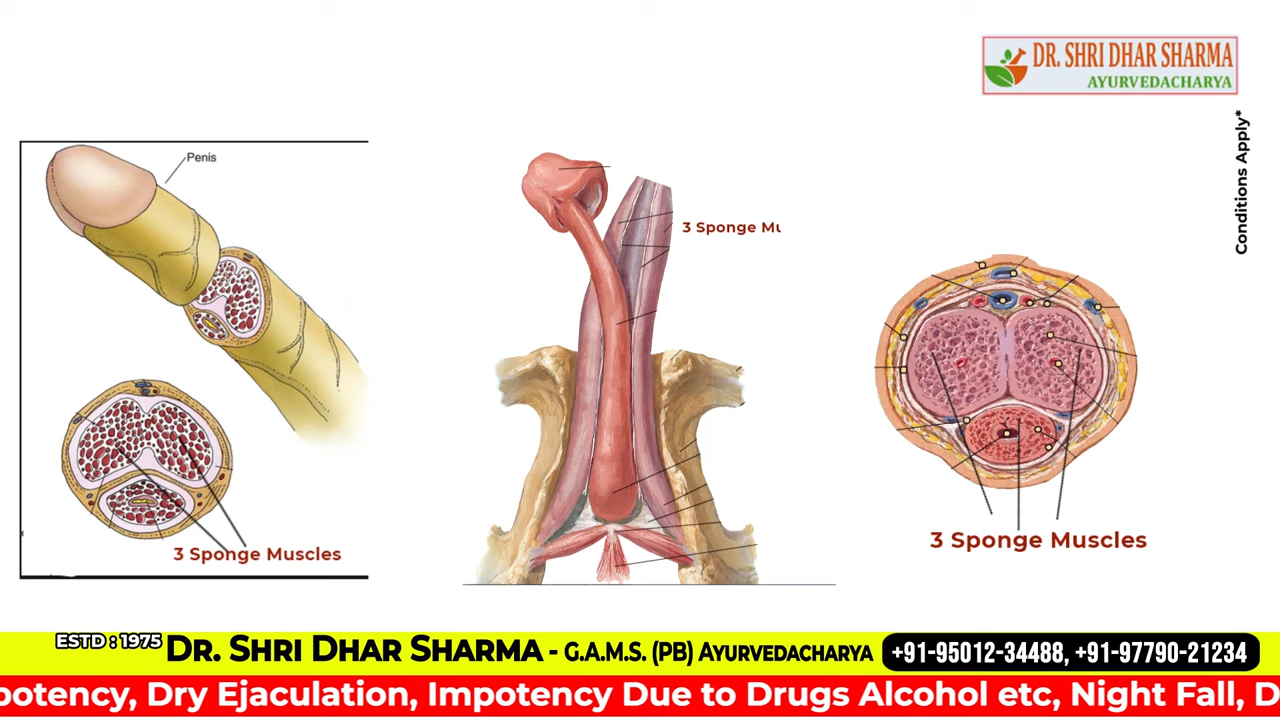 DR. SHRI DHAR SHARMA
AYURVEDACHARYA
Conditions Apply*
Penis
3 Sponge Mu
3 Sponge Muscles
3 Sponge Muscles
ESTD : 1975
DR. SHRI DHAR SHARMA - G.A.M.S. (PB) AYURVEDACHARYA
+91-95012-34488, +91-97790-21234
potency, Dry Ejaculation, Impotency Due to Drugs Alcohol etc, Night Fall, D